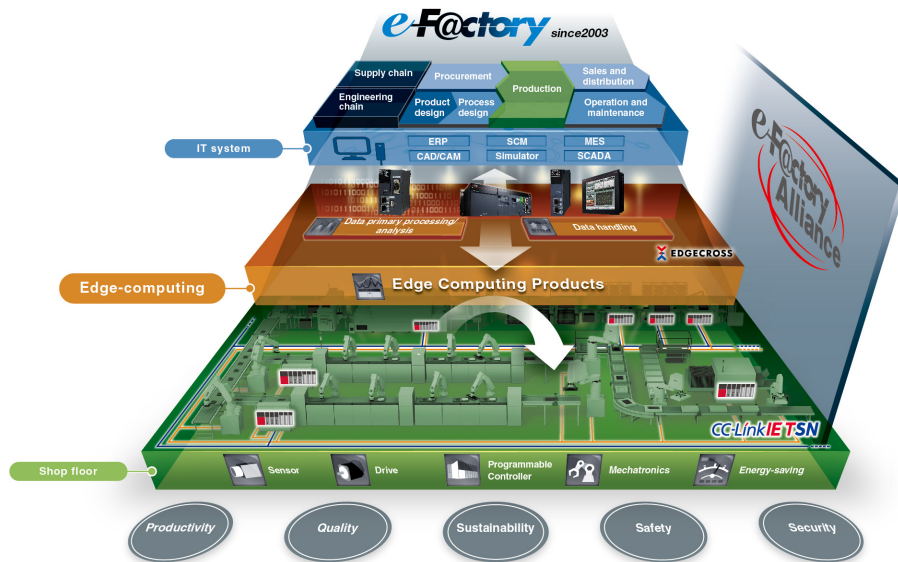 e-F@ctory since2003
Supply chain
Procurement
Production
Sales and
distribution
Engineering
chain
Product
design
Process
design
Operation and
maintenance
IT system
ERP
SCM
MES
CAD/CAM
Simulator
SCADA
Data primary processing/
analysis
Data handling
EDGECROSS
Edge-computing
Edge Computing Products
e-F@ctory
Alliance
CC-Link IE TSN
Shop floor
Sensor
Drive
Programmable
Controller
Mechatronics
Energy-saving
Productivity
Quality
Sustainability
Safety
Security